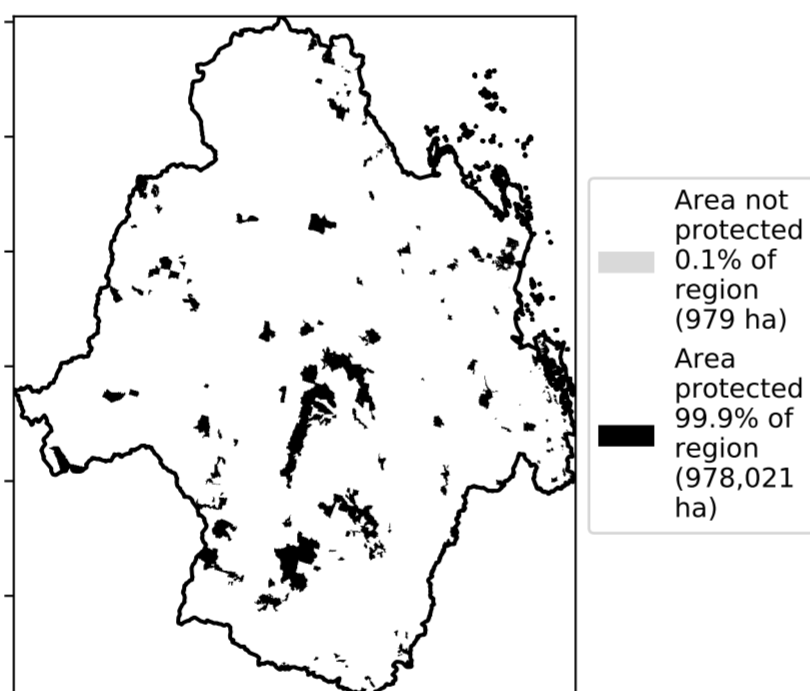 Area not
protected
0.1% of
region
(979 ha)
Area
protected
99.9% of
region
(978,021
ha)